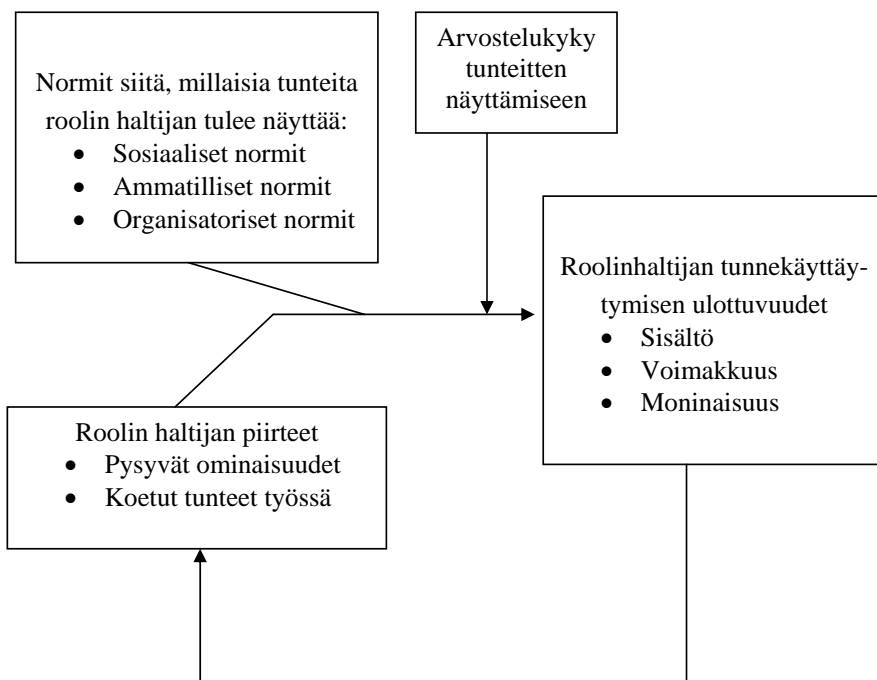 Normit siitä, millaisia tunteita
roolin haltijan tulee näyttää:
• Sosiaaliset normit
• Ammatilliset normit
• Organisatoriset normit
Arvostelukyky
tunteitten
näyttämiseen
Roolinhaltijan tunnekäyttäy-
tymisen ulottuvuudet
• Sisältö
• Voimakkuus
• Moninaisuus
Roolin haltijan piirteet
• Pysyvät ominaisuudet
• Koetut tunteet työssä